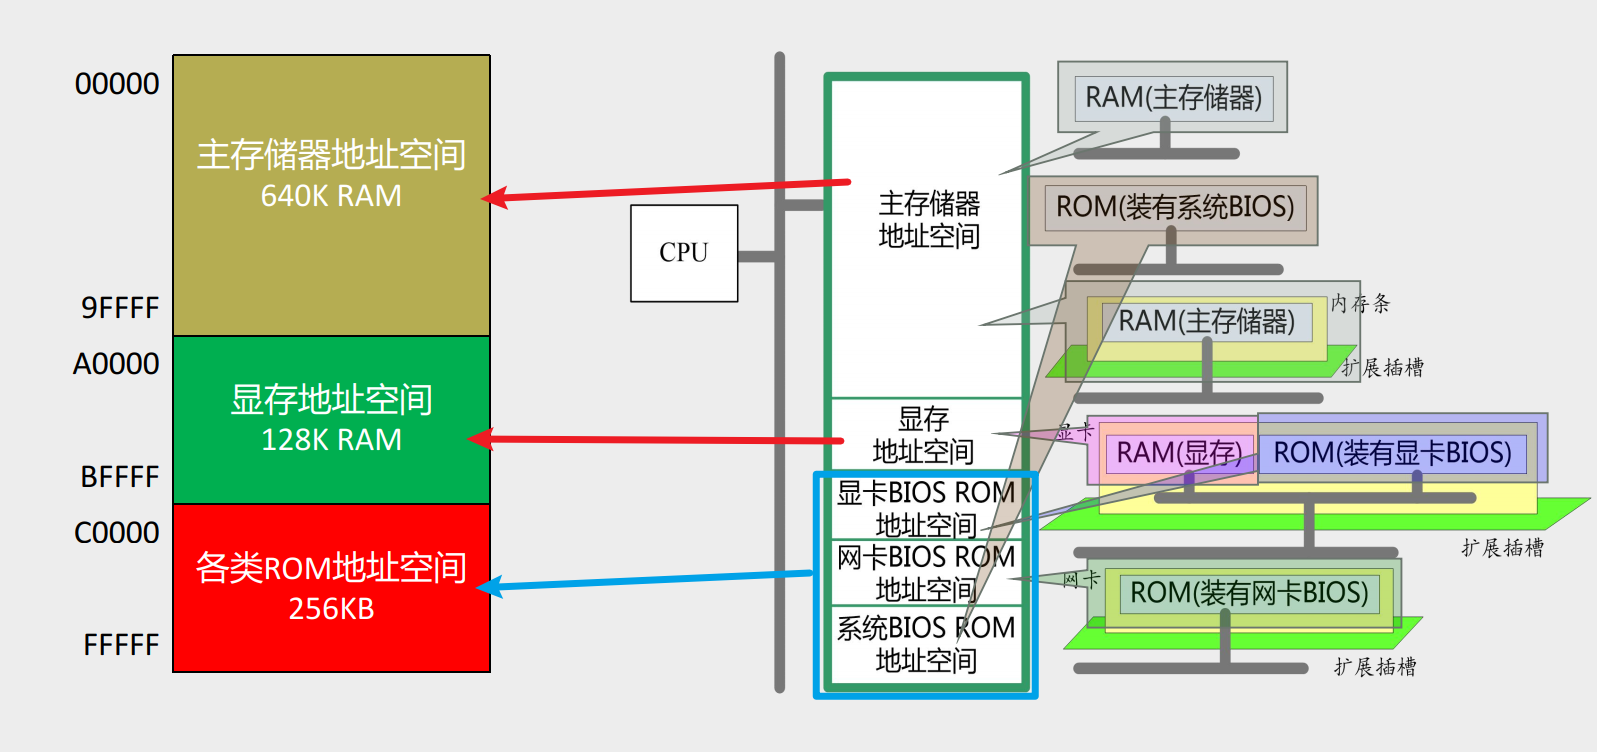 00000
主存储器地址空间
640K RAM
9FFFF
A0000
显存地址空间
128K RAM
BFFFF
C0000
各类ROM地址空间
256KB
FFFFF
CPU
主存储器
地址空间
显存
地址空间
显卡BIOS ROM
地址空间
网卡BIOS ROM
地址空间
系统BIOS ROM
地址空间
RAM(主存储器)
ROM(装有系统BIOS)
内存条
RAM(主存储器)
扩展插槽
显卡
RAM(显存)
ROM(装有显卡BIOS)
扩展插槽
网卡
ROM(装有网卡BIOS)
扩展插槽